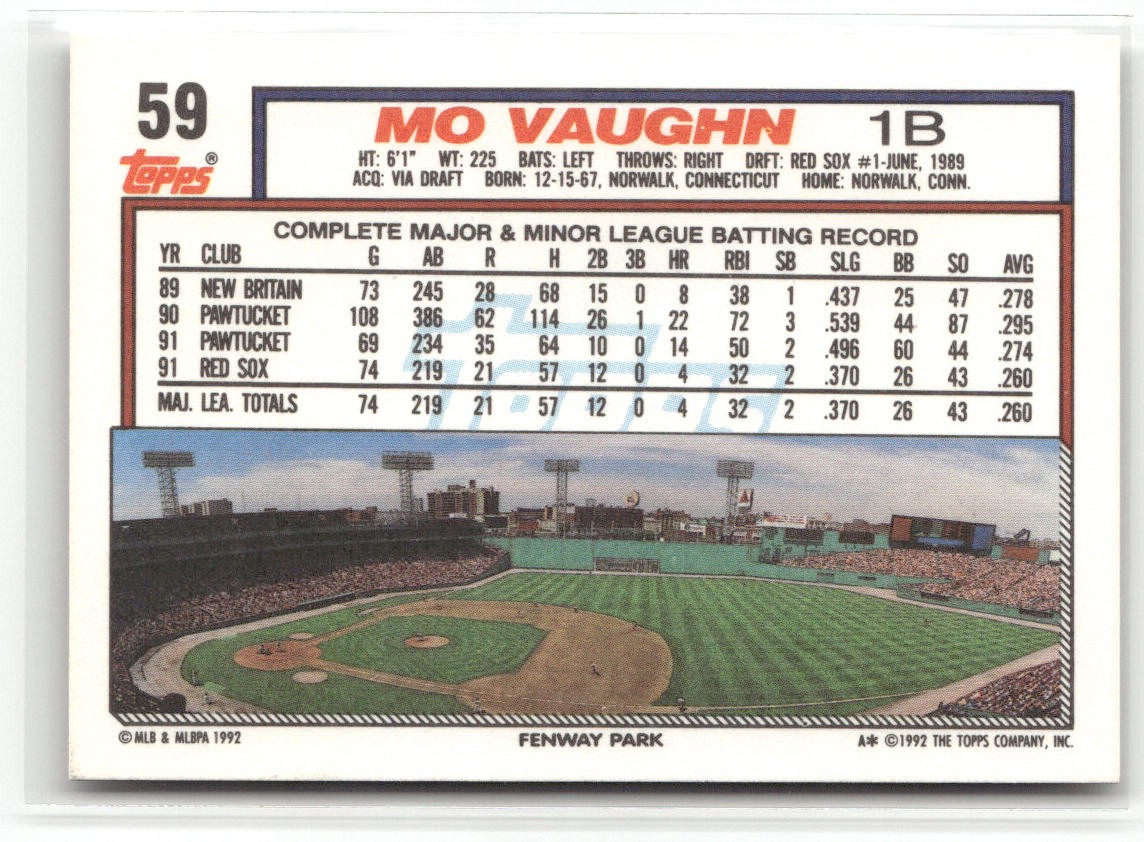 59
Topps®
MO VAUGHN 1B
HT: 6'1" WT: 225 BATS: LEFT THROWS: RIGHT DRFT: RED SOX #1-JUNE, 1989
ACQ: VIA DRAFT BORN: 12-15-67, NORWALK, CONNECTICUT HOME: NORWALK, CONN.
COMPLETE MAJOR & MINOR LEAGUE BATTING RECORD
YR CLUB G AB R H 2B 3B HR RBI SB SLG BB SO AVG
89 NEW BRITAIN 73 245 28 68 15 0 8 38 1 .437 25 47 .278
90 PAWTUCKET 108 386 62 114 26 1 22 72 3 .539 44 87 .295
91 PAWTUCKET 69 234 35 64 10 0 14 50 2 .496 60 44 .274
91 RED SOX 74 219 21 57 12 0 4 32 2 .370 26 43 .260
MAJ. LEA. TOTALS 74 219 21 57 12 0 4 32 2 .370 26 43 .260
Topps
©MLB & MLBPA 1992 FENWAY PARK A* ©1992 THE TOPPS COMPANY, INC.